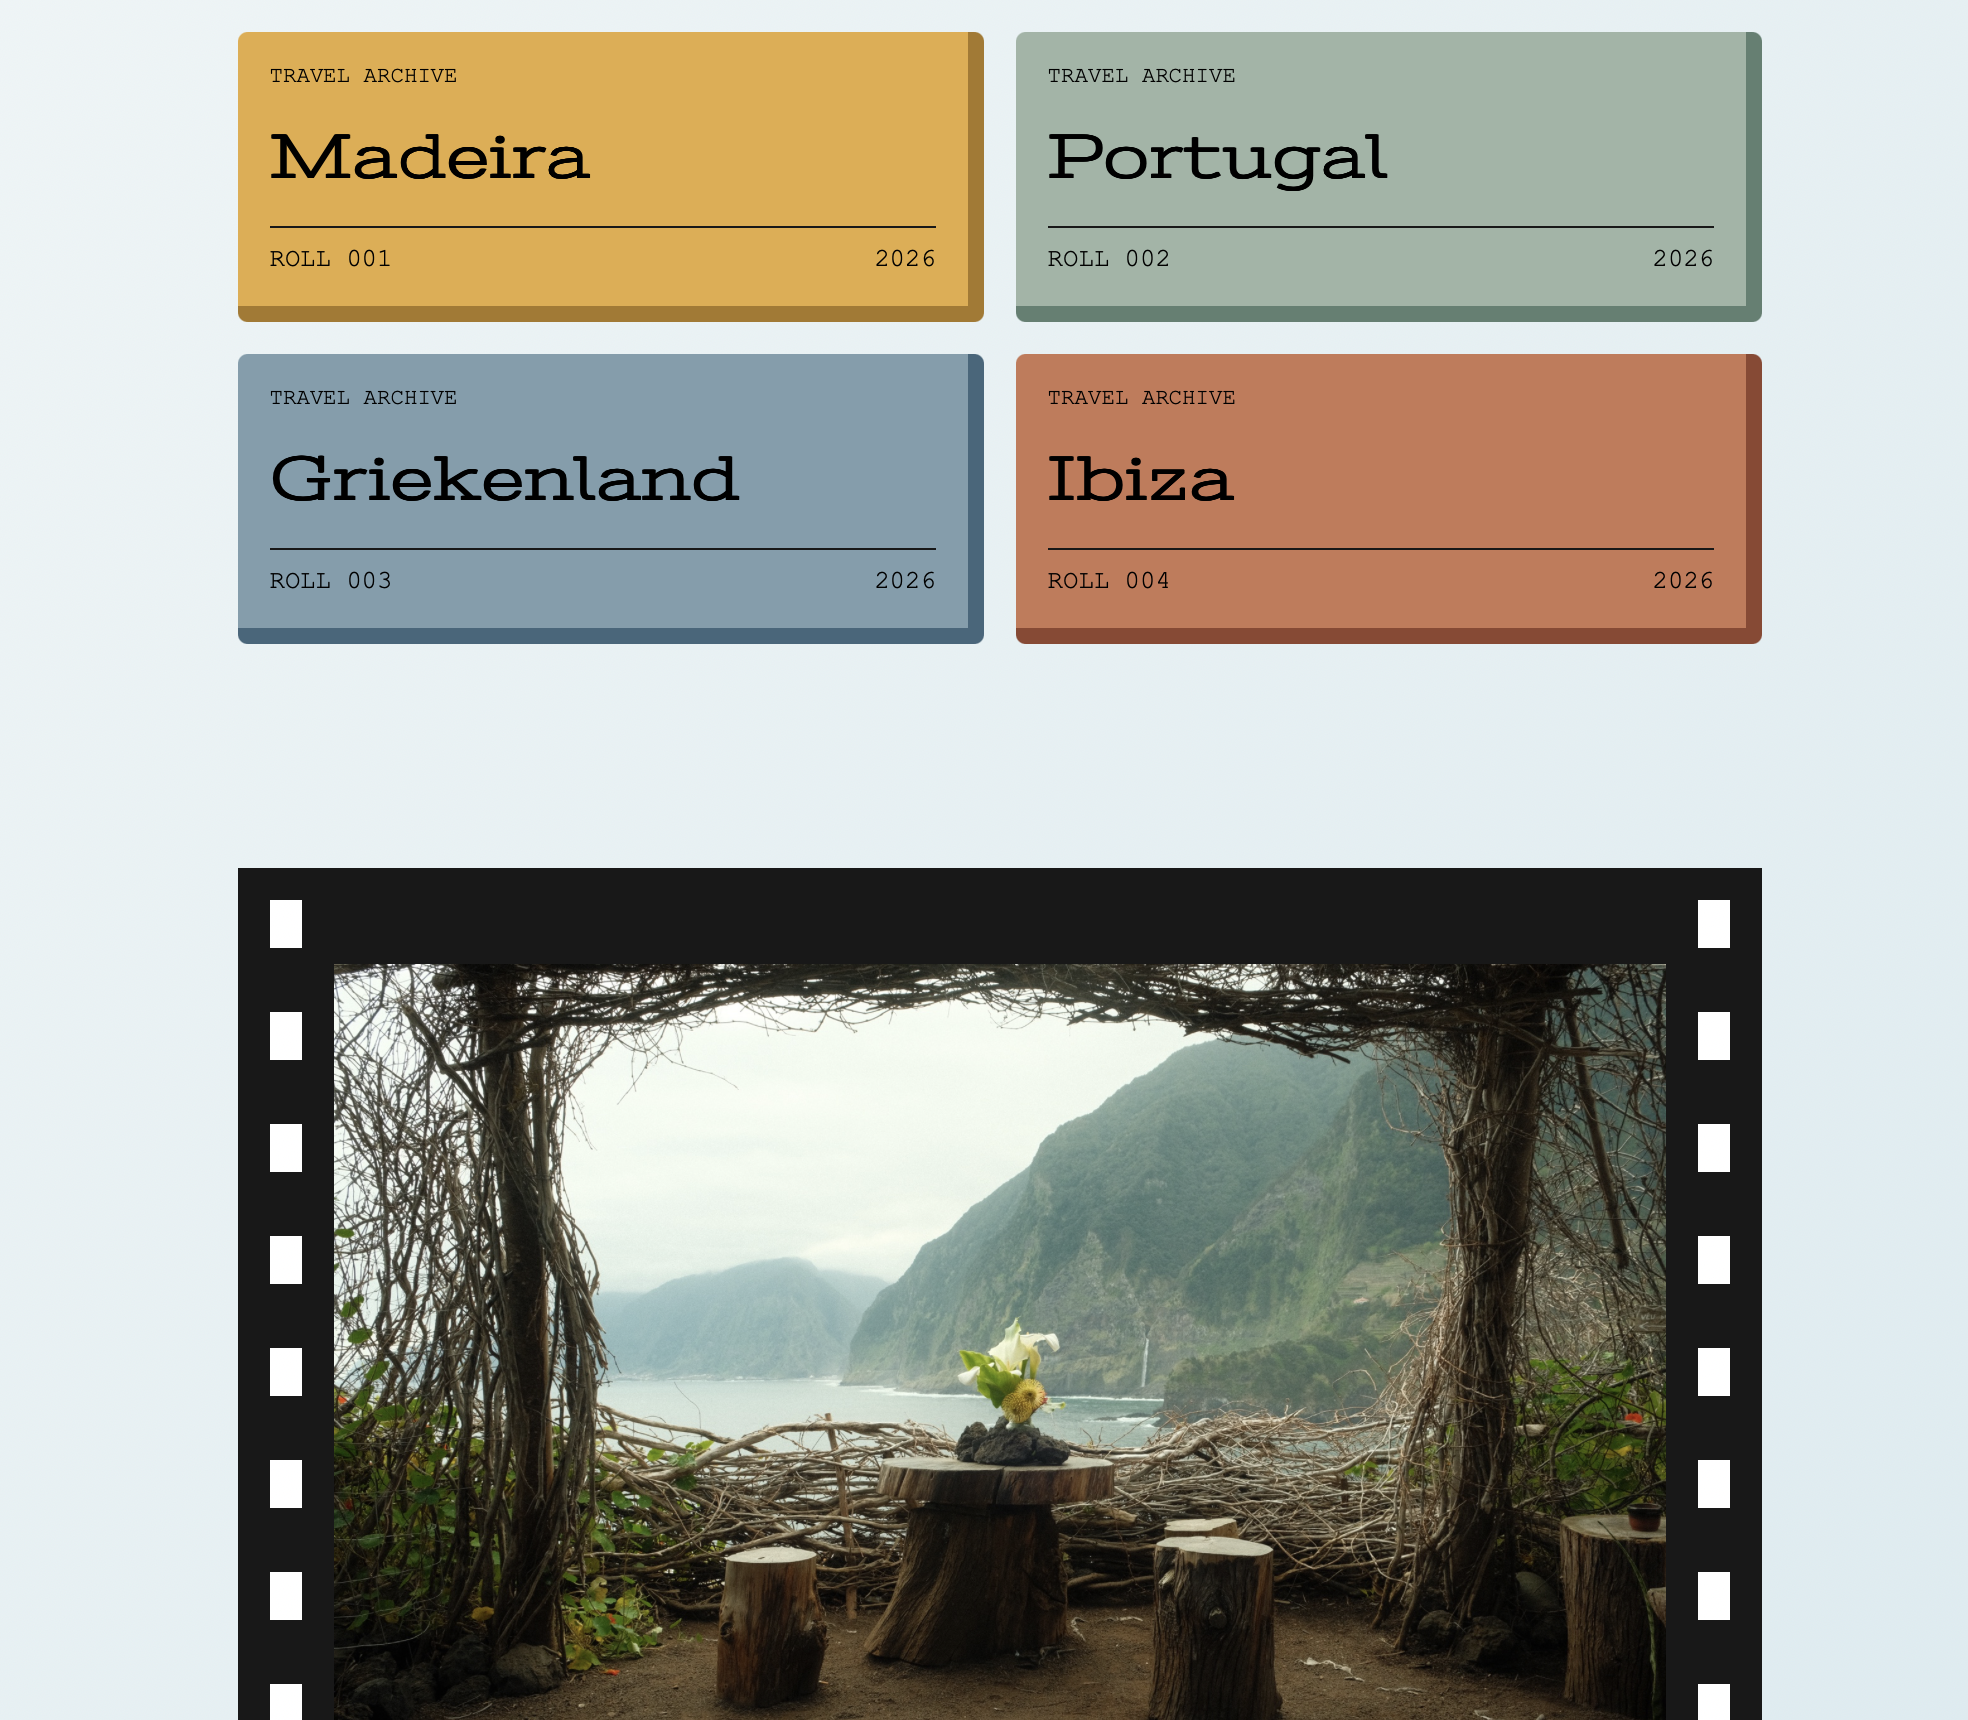 TRAVEL ARCHIVE
Madeira
ROLL 001 2026
TRAVEL ARCHIVE
Portugal
ROLL 002 2026
TRAVEL ARCHIVE
Griekenland
ROLL 003 2026
TRAVEL ARCHIVE
Ibiza
ROLL 004 2026